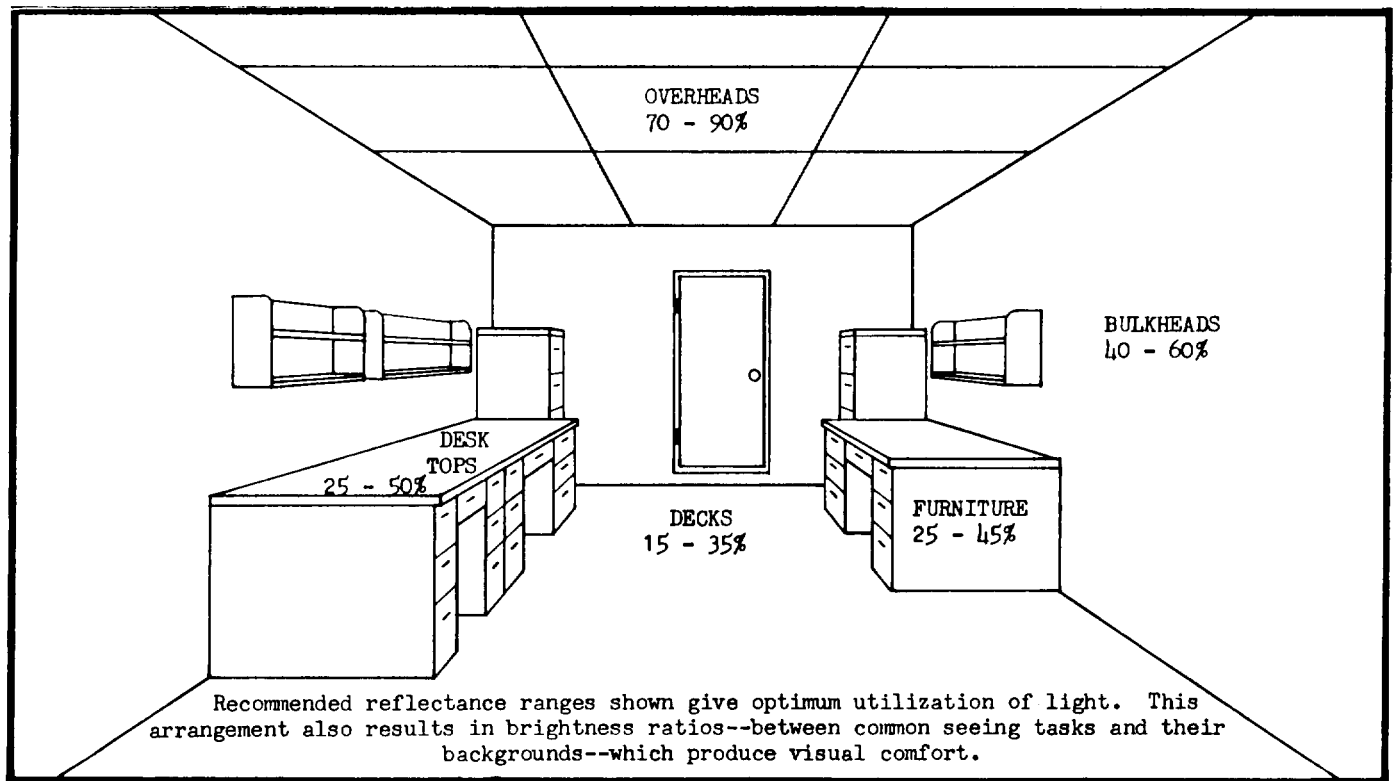 OVERHEADS
70 - 90%
BULKHEADS
40 - 60%
DESK
TOPS
25 - 50%
DECKS
15 - 35%
FURNITURE
25 - 45%
Recommended reflectance ranges shown give optimum utilization of light. This
arrangement also results in brightness ratios--between common seeing tasks and their
backgrounds--which produce visual comfort.